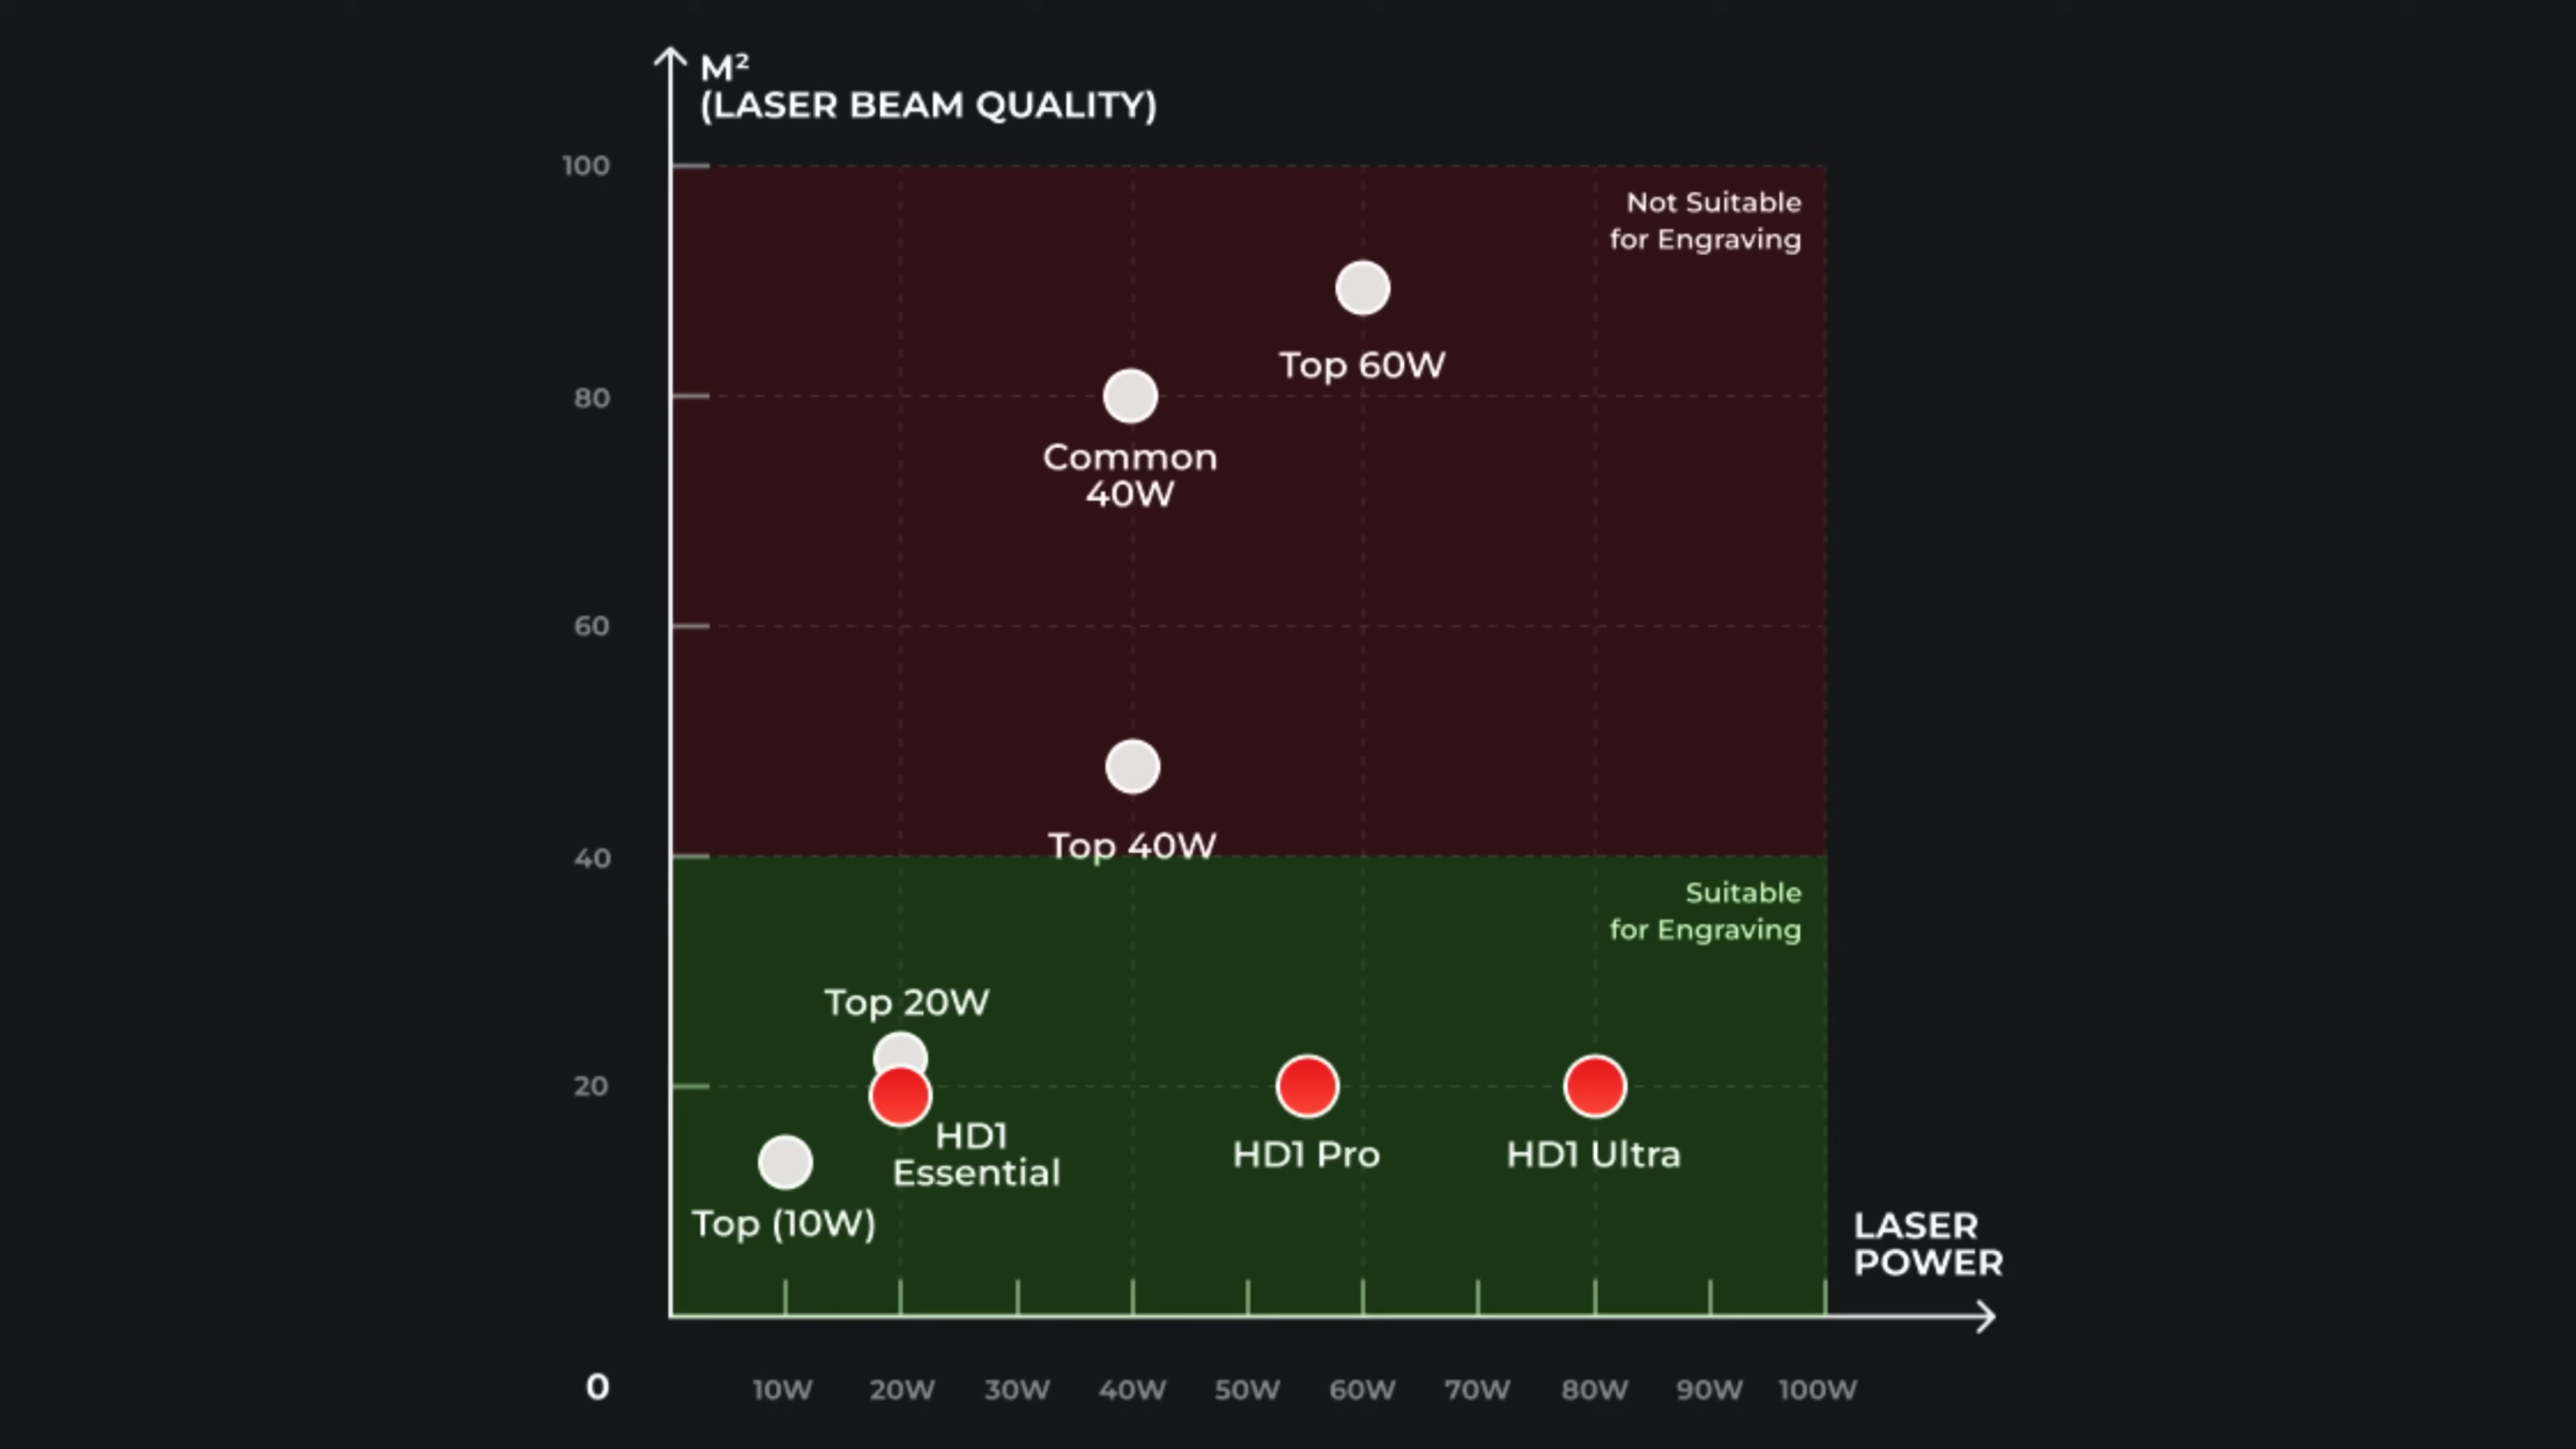 M²
(LASER BEAM QUALITY)
100
Not Suitable
for Engraving
Top 60W
80
Common
40W
60
Top 40W
40
Suitable
for Engraving
Top 20W
20
HD1
Essential
HD1 Pro
HD1 Ultra
Top (10W)
LASER
POWER
0
10W 20W 30W 40W 50W 60W 70W 80W 90W 100W